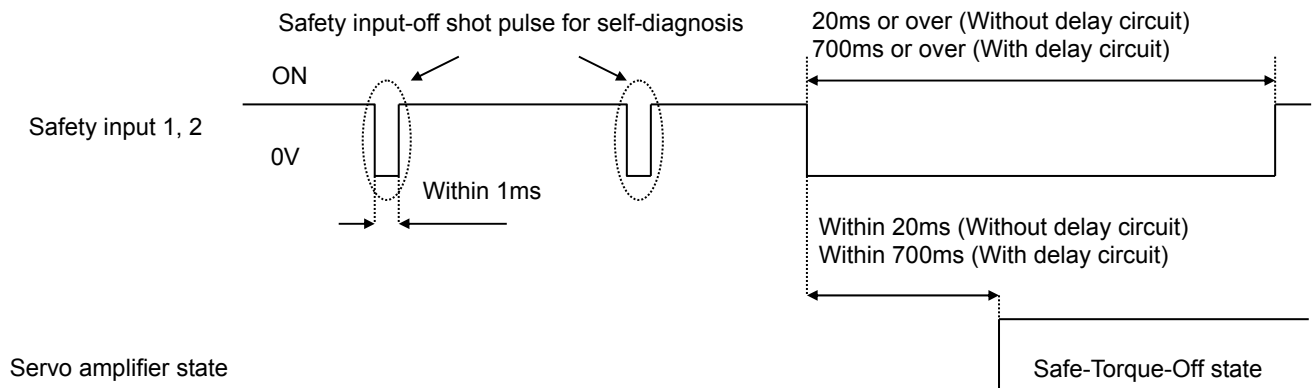 Safety input-off shot pulse for self-diagnosis
20ms or over (Without delay circuit)
700ms or over (With delay circuit)
ON
Safety input 1, 2
0V
Within 1ms
Within 20ms (Without delay circuit)
Within 700ms (With delay circuit)
Servo amplifier state
Safe-Torque-Off state